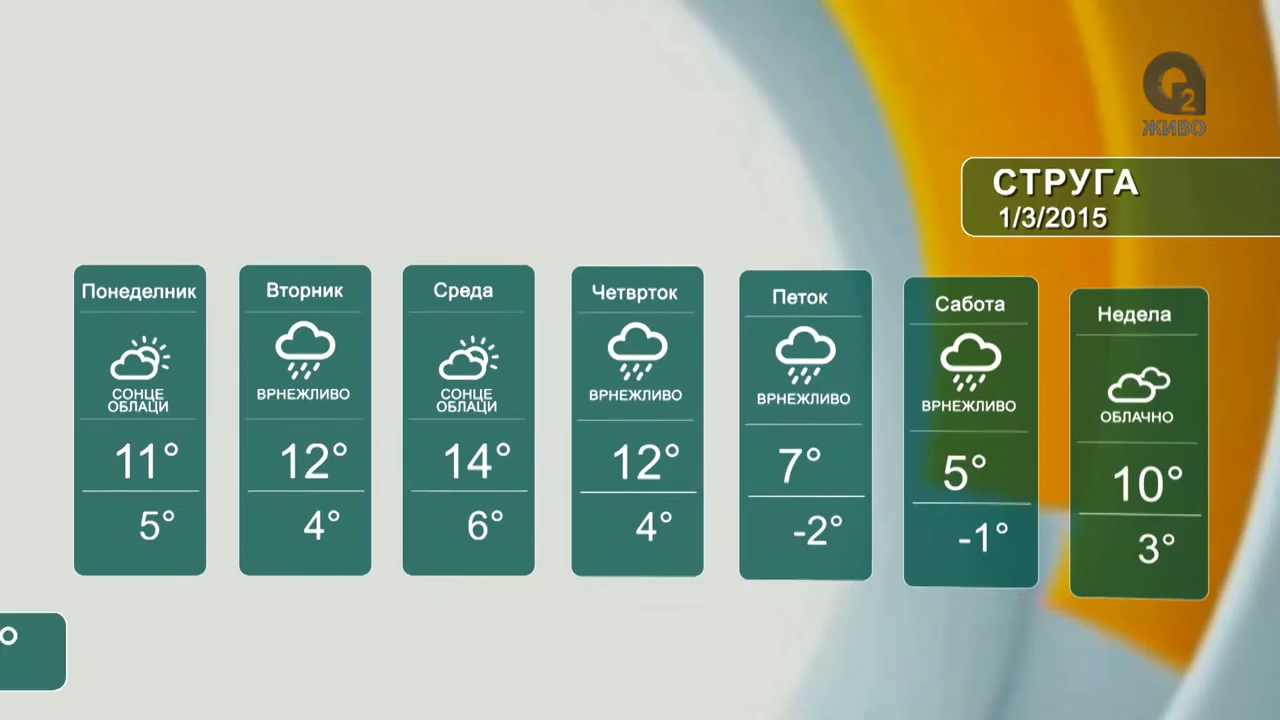 2
ЖИВО
СТРУГА
1/3/2015
Понеделник
СОНЦЕ
ОБЛАЦИ
11°
5°
Вторник
ВРНЕЖЛИВО
12°
4°
Среда
СОНЦЕ
ОБЛАЦИ
14°
6°
Четврток
ВРНЕЖЛИВО
12°
4°
Петок
ВРНЕЖЛИВО
7°
-2°
Сабота
ВРНЕЖЛИВО
5°
-1°
Недела
ОБЛАЧНО
10°
3°
°